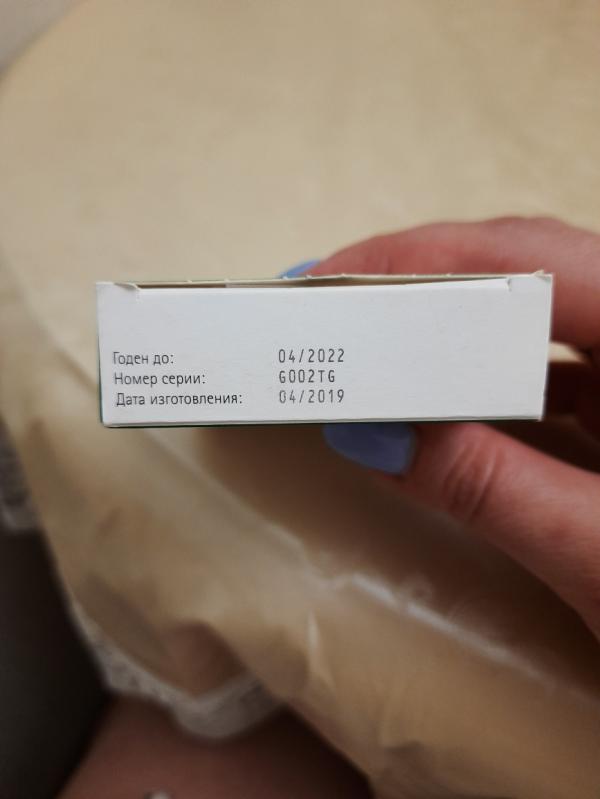 Годен до: 04/2022
Номер серии: G002TG
Дата изготовления: 04/2019